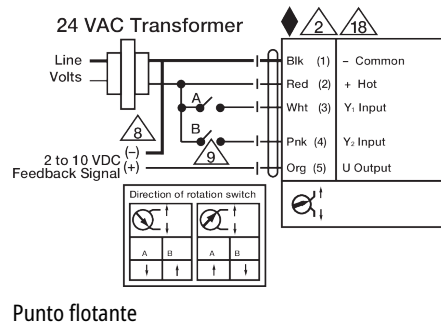 24 VAC Transformer
2
18
Line
Volts
Blk (1) – Common
Red (2) + Hot
A
Wht (3) Y₁ Input
B
8
9
Pnk (4) Y₂ Input
2 to 10 VDC (–)
Feedback Signal (+)
Org (5) U Output
Direction of rotation switch
A B A B
Punto flotante